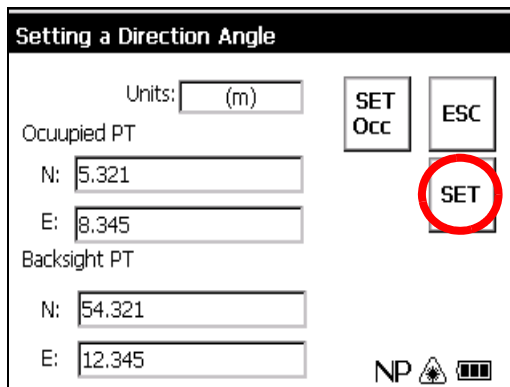 Setting a Direction Angle
Units: (m)
SET
Occ
ESC
Ocuupied PT
N: 5.321
SET
E: 8.345
Backsight PT
N: 54.321
E: 12.345
NP